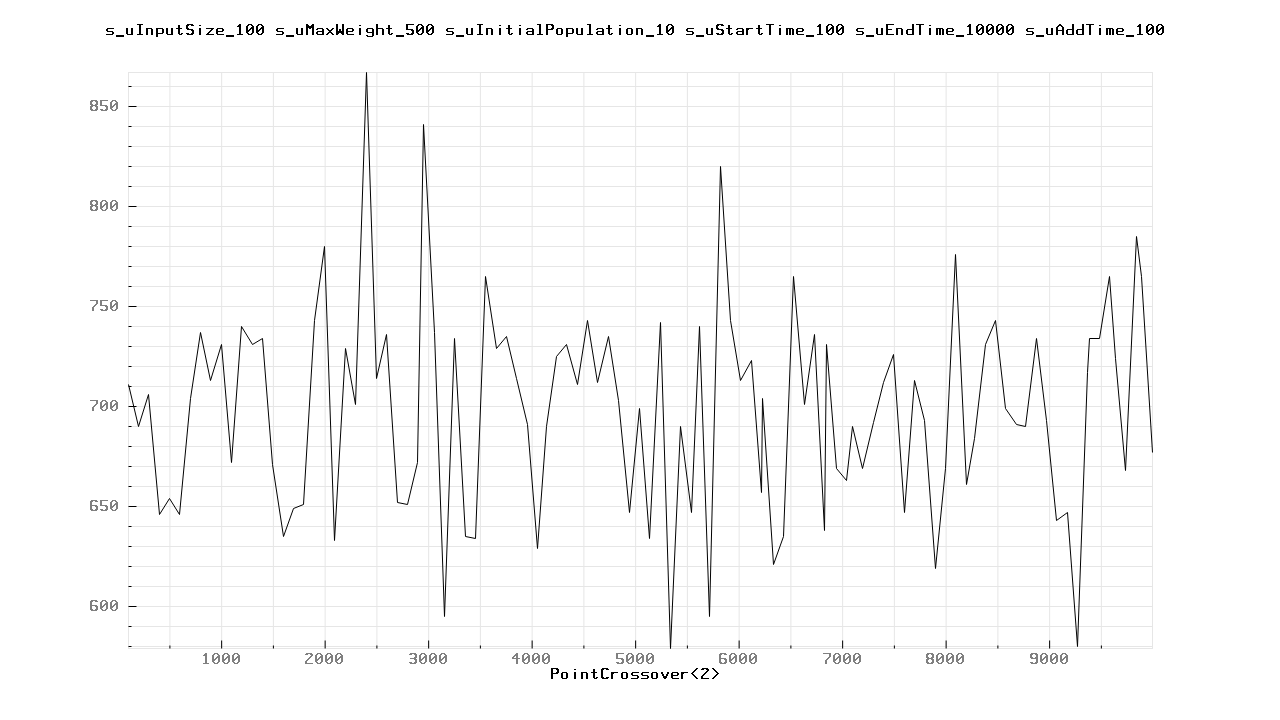 s_uInputSize_100 s_uMaxWeight_500 s_uInitialPopulation_10 s_uStartTime_100 s_uEndTime_10000 s_uAddTime_100
850
800
750
700
650
600
1000 2000 3000 4000 5000 6000 7000 8000 9000
PointCrossover<2>